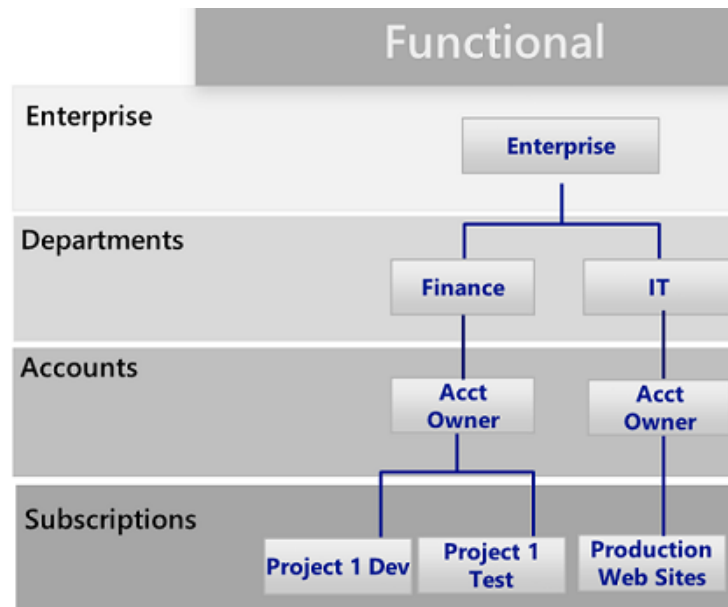 Functional
Enterprise
Enterprise
Departments
Finance
IT
Accounts
Acct
Owner
Acct
Owner
Subscriptions
Project 1 Dev
Project 1
Test
Production
Web Sites